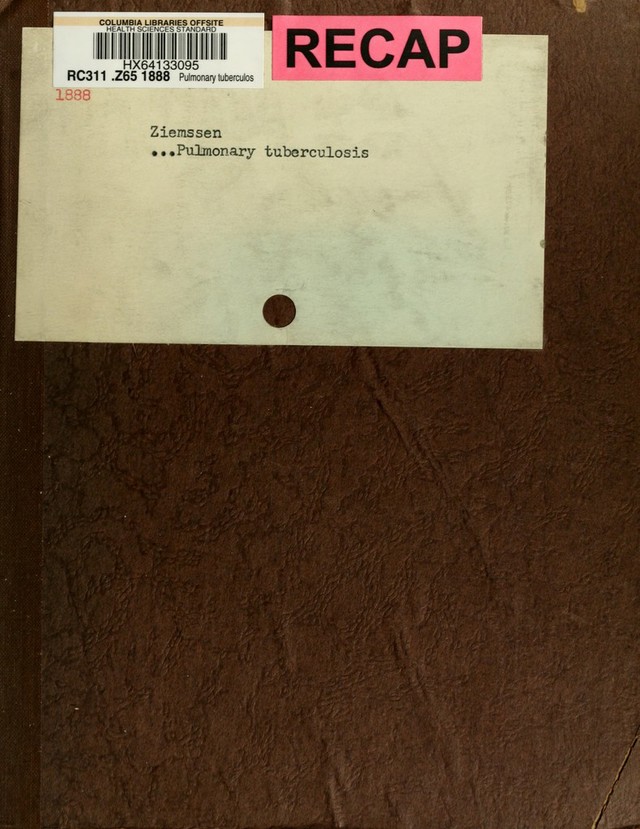 COLUMBIA LIBRARIES OFFSITE
HEALTH SCIENCES STANDARD
HX64133095
RC311 .Z65 1888 Pulmonary tuberculos
RECAP
1888
Ziemssen
...Pulmonary tuberculosis